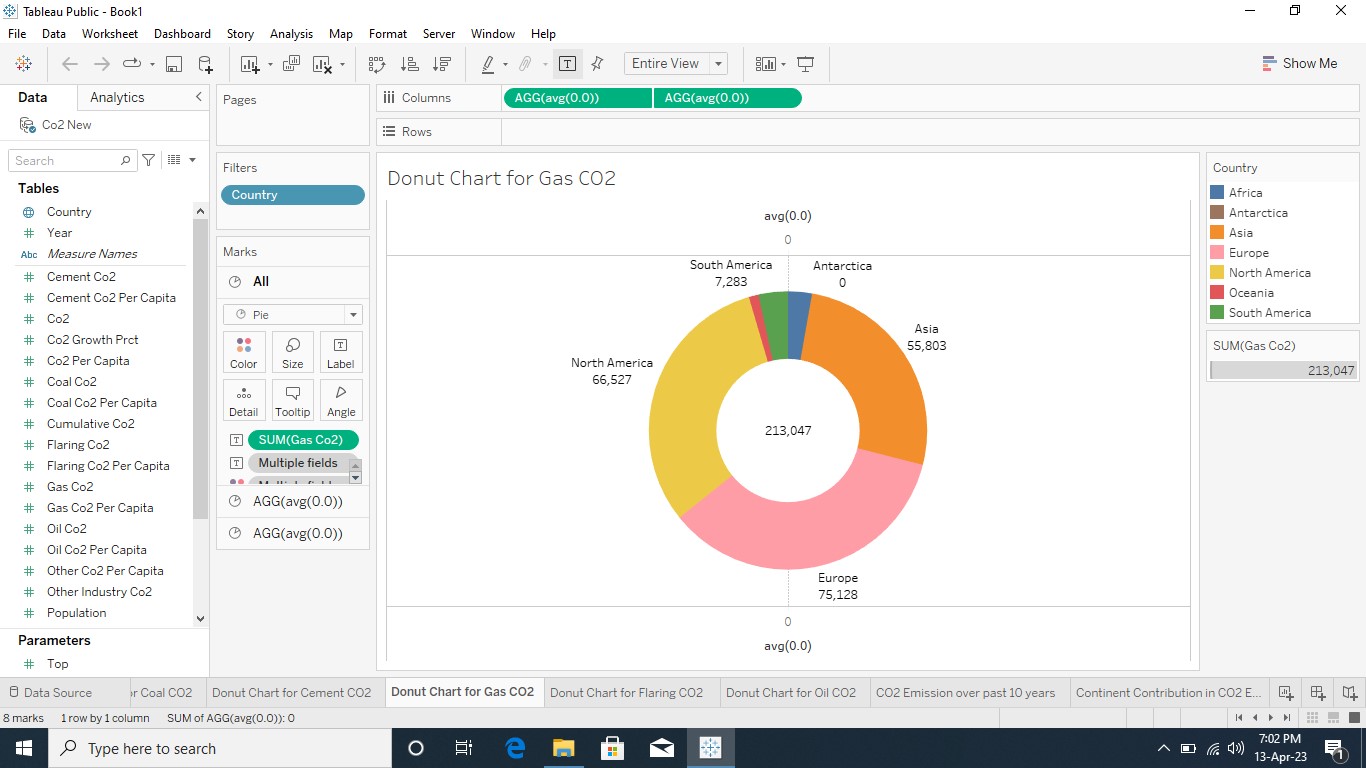 Tableau Public - Book1
File Data Worksheet Dashboard Story Analysis Map Format Server Window Help
Entire View
Show Me
Data Analytics
Co2 New
Search
Tables
Country
Year
Abc Measure Names
Cement Co2
Cement Co2 Per Capita
Co2
Co2 Growth Prct
Co2 Per Capita
Coal Co2
Coal Co2 Per Capita
Cumulative Co2
Flaring Co2
Flaring Co2 Per Capita
Gas Co2
Gas Co2 Per Capita
Oil Co2
Oil Co2 Per Capita
Other Co2 Per Capita
Other Industry Co2
Population
Parameters
Top
Pages
Filters
Country
Marks
All
Pie
Color Size Label
Detail Tooltip Angle
SUM(Gas Co2)
Multiple fields
AGG(avg(0.0))
AGG(avg(0.0))
Columns AGG(avg(0.0)) AGG(avg(0.0))
Rows
Donut Chart for Gas CO2
avg(0.0)
0
South America
7,283
Antarctica
0
Asia
55,803
North America
66,527
213,047
Europe
75,128
0
avg(0.0)
Country
Africa
Antarctica
Asia
Europe
North America
Oceania
South America
SUM(Gas Co2)
213,047
Data Source r Coal CO2 Donut Chart for Cement CO2 Donut Chart for Gas CO2 Donut Chart for Flaring CO2 Donut Chart for Oil CO2 CO2 Emission over past 10 years Continent Contribution in CO2 E...
8 marks 1 row by 1 column SUM of AGG(avg(0.0)): 0
Type here to search
7:02 PM
13-Apr-23
1